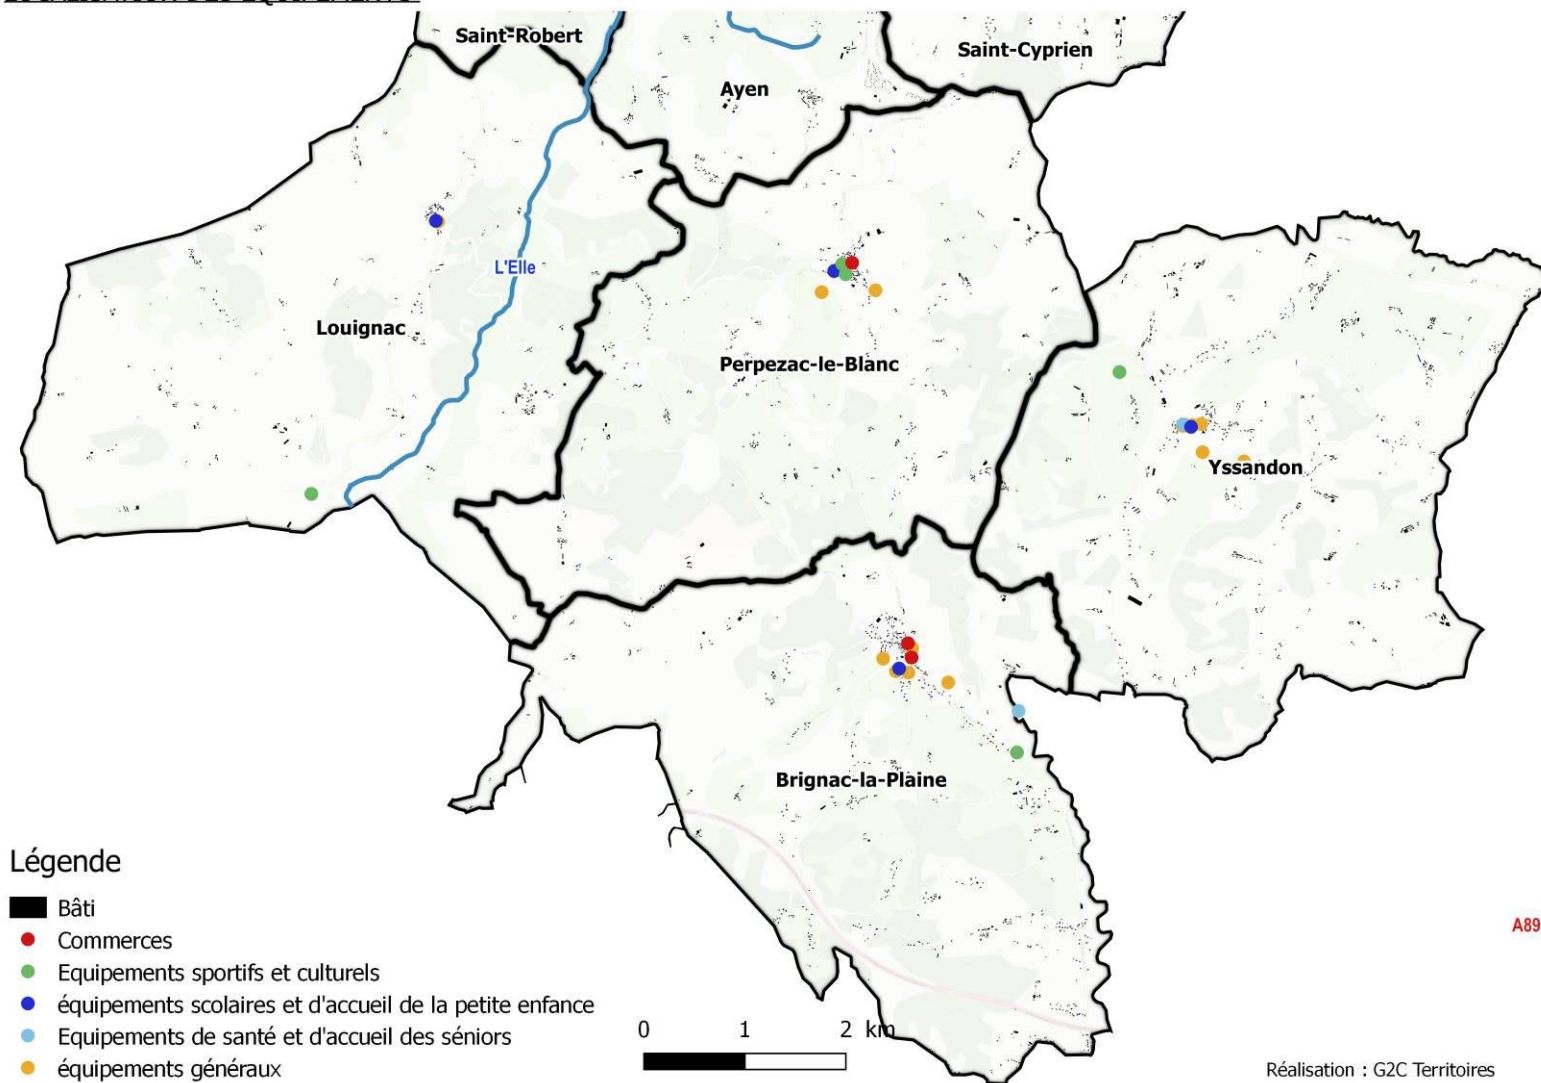 Saint-Robert
Saint-Cyprien
Ayen
L'Elle
Louignac
Perpezac-le-Blanc
Yssandon
Brignac-la-Plaine
Légende
Bâti
Commerces
Equipements sportifs et culturels
équipements scolaires et d'accueil de la petite enfance
Equipements de santé et d'accueil des séniors
équipements généraux
0 1 2 km
A89
Réalisation : G2C Territoires